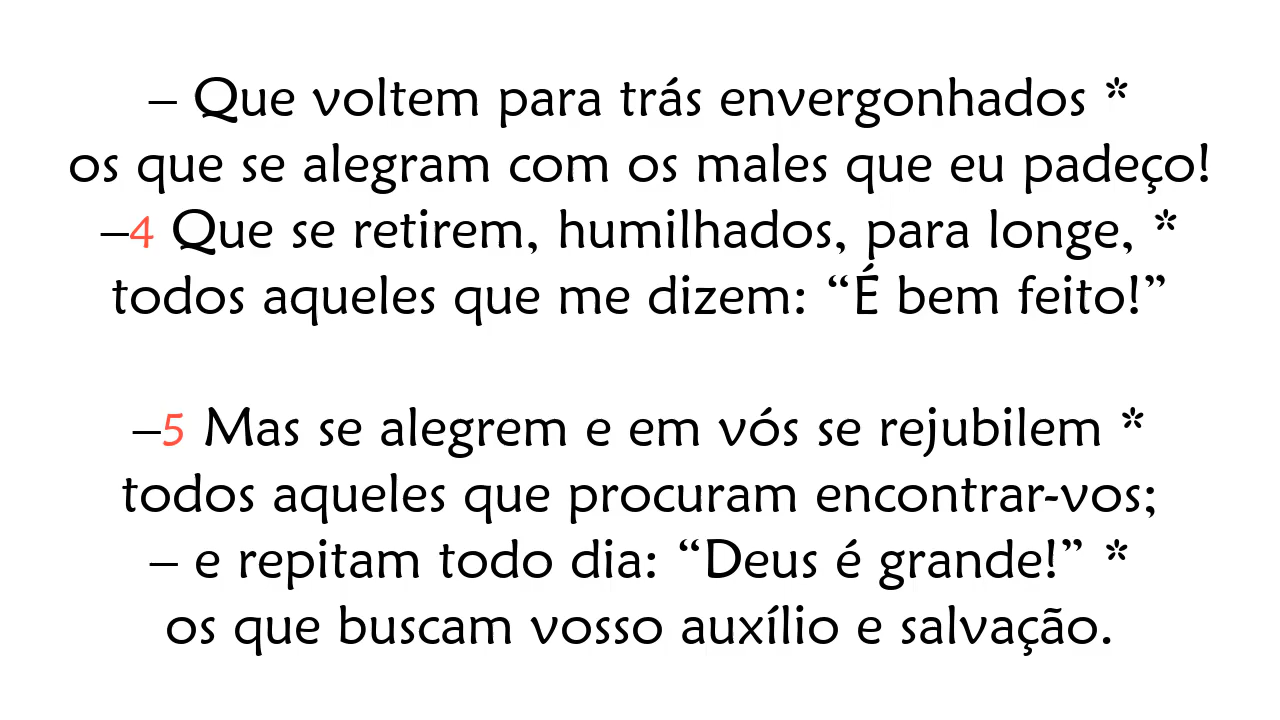 – Que voltem para trás envergonhados *
os que se alegram com os males que eu padeço!
–4 Que se retirem, humilhados, para longe, *
todos aqueles que me dizem: “É bem feito!”
–5 Mas se alegrem e em vós se rejubilem *
todos aqueles que procuram encontrar-vos;
– e repitam todo dia: “Deus é grande!” *
os que buscam vosso auxílio e salvação.